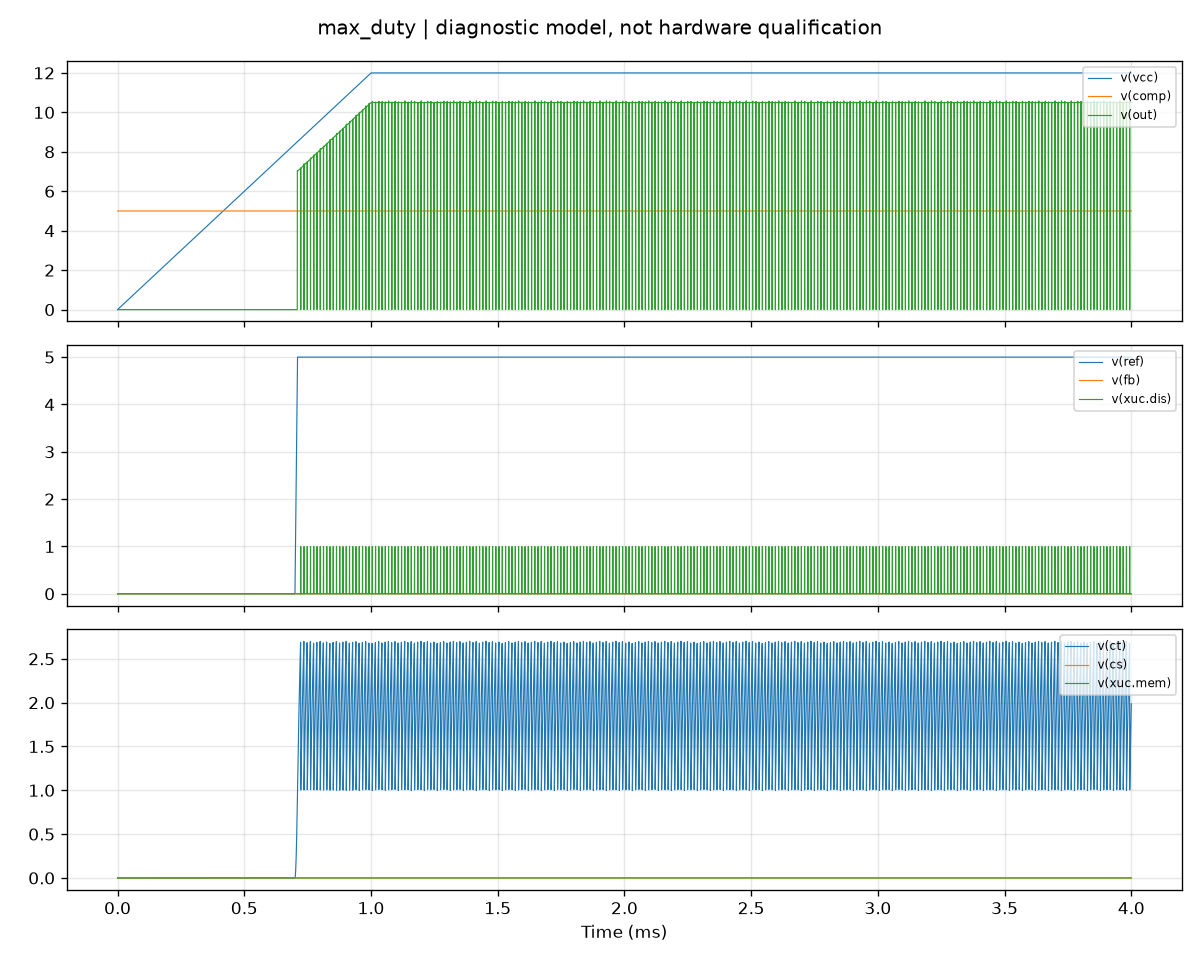 max_duty | diagnostic model, not hardware qualification
12
10
8
6
4
2
0
v(vcc)
v(comp)
v(out)
5
4
3
2
1
0
v(ref)
v(fb)
v(xuc.dis)
2.5
2.0
1.5
1.0
0.5
0.0
v(ct)
v(cs)
v(xuc.mem)
0.0 0.5 1.0 1.5 2.0 2.5 3.0 3.5 4.0
Time (ms)